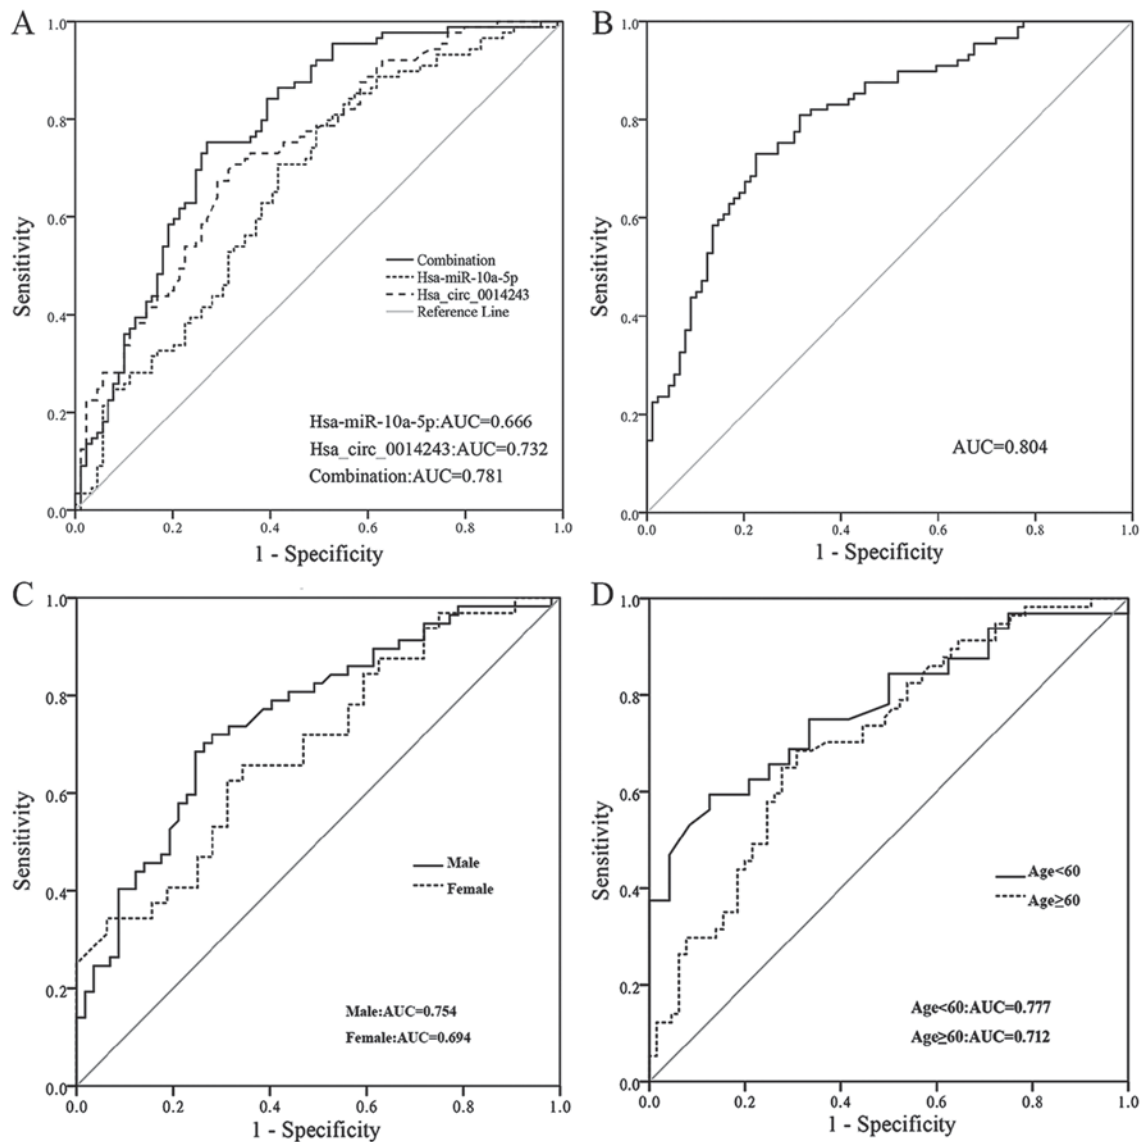 A
1.0
0.8
0.6
0.4
0.2
0.0
Sensitivity
Combination
Hsa-miR-10a-5p
Hsa_circ_0014243
Reference Line
Hsa-miR-10a-5p:AUC=0.666
Hsa_circ_0014243:AUC=0.732
Combination:AUC=0.781
0.0 0.2 0.4 0.6 0.8 1.0
1 - Specificity
B
1.0
0.8
0.6
0.4
0.2
0.0
Sensitivity
AUC=0.804
0.0 0.2 0.4 0.6 0.8 1.0
1 - Specificity
C
1.0
0.8
0.6
0.4
0.2
0.0
Sensitivity
Male
Female
Male:AUC=0.754
Female:AUC=0.694
0.0 0.2 0.4 0.6 0.8 1.0
1 - Specificity
D
1.0
0.8
0.6
0.4
0.2
0.0
Sensitivity
Age<60
Age≥60
Age<60:AUC=0.777
Age≥60:AUC=0.712
0.0 0.2 0.4 0.6 0.8 1.0
1 - Specificity